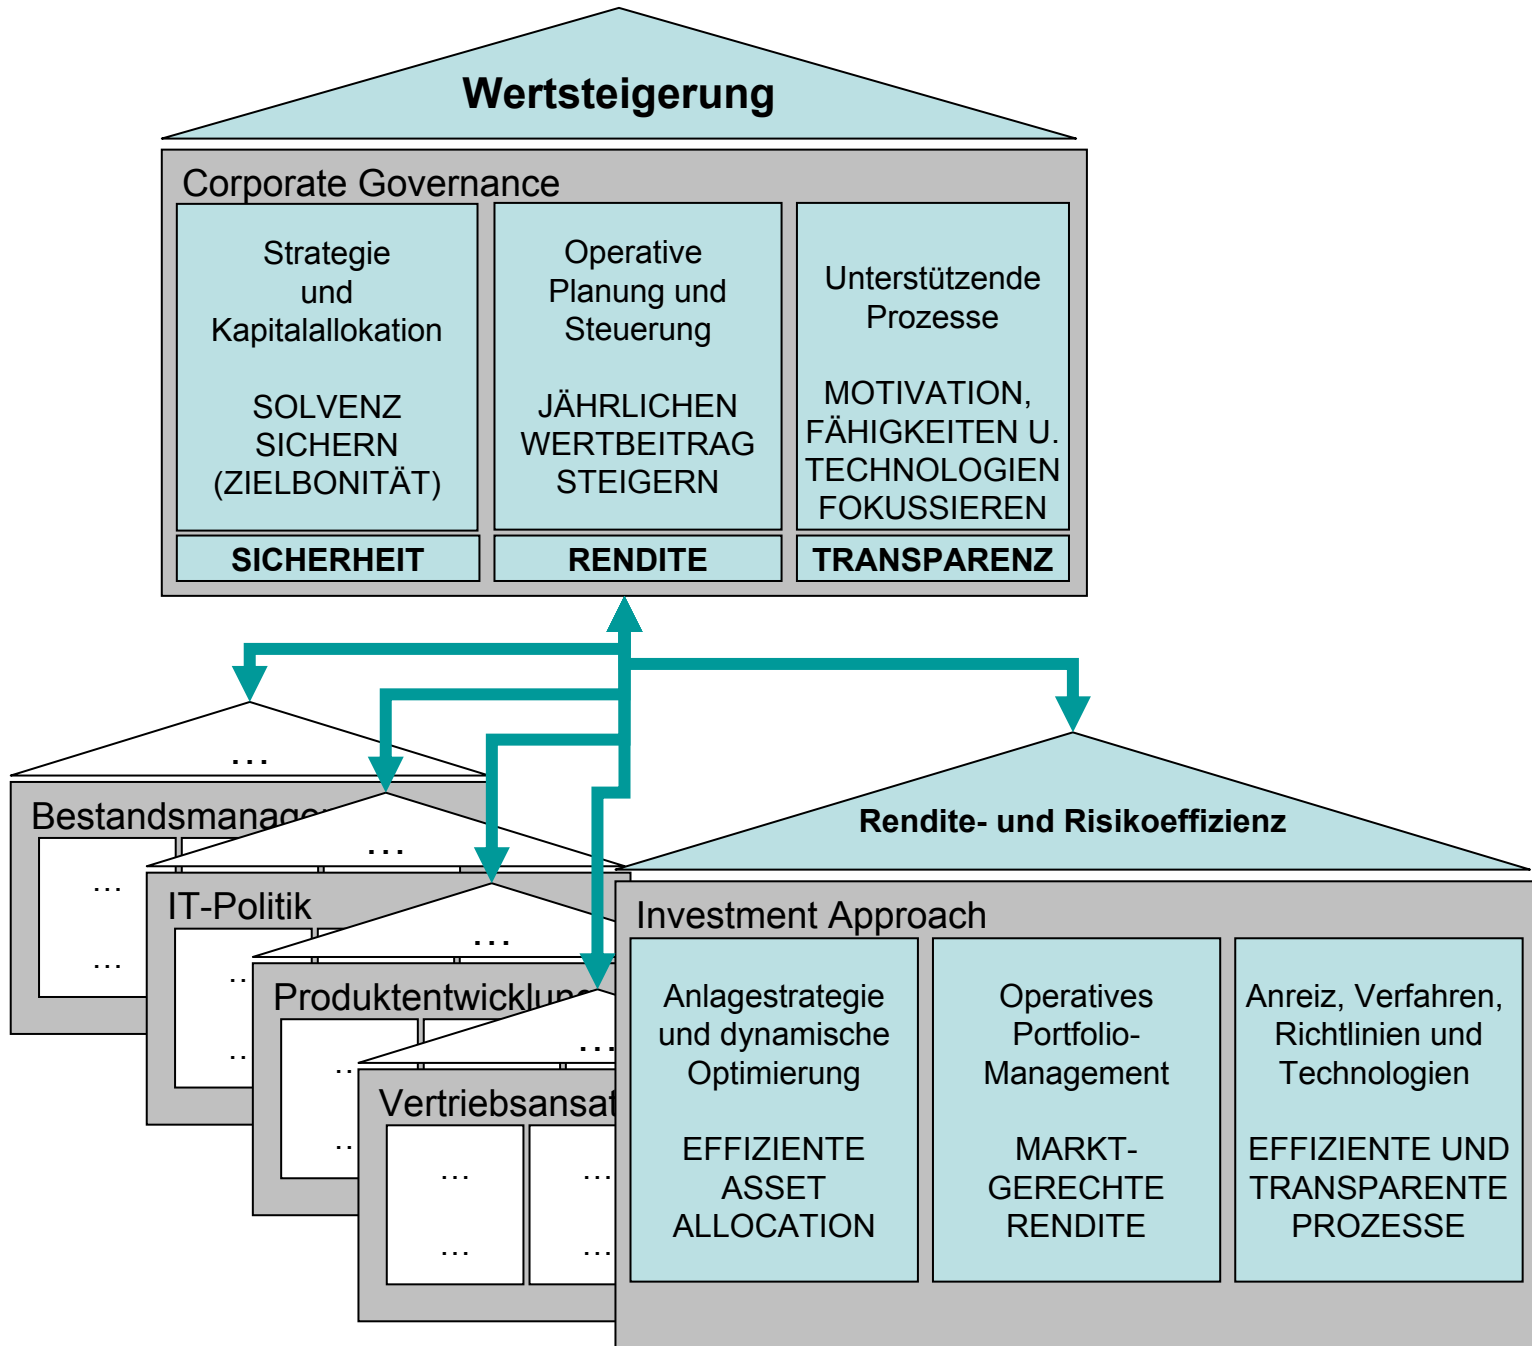 Wertsteigerung
Corporate Governance
Strategie
und
Kapitalallokation
SOLVENZ
SICHERN
(ZIELBONITÄT)
SICHERHEIT
Operative
Planung und
Steuerung
JÄHRLICHEN
WERTBEITRAG
STEIGERN
RENDITE
Unterstützende
Prozesse
MOTIVATION,
FÄHIGKEITEN U.
TECHNOLOGIEN
FOKUSSIEREN
TRANSPARENZ
...
...
...
...
IT-Politik
...
Produktentwicklung
...
...
...
...
...
Rendite- und Risikoeffizienz
Investment Approach
Anlagestrategie
und dynamische
Optimierung
EFFIZIENTE
ASSET
ALLOCATION
Operatives
Portfolio-
Management
MARKT-
GERECHTE
RENDITE
Anreiz, Verfahren,
Richtlinien und
Technologien
EFFIZIENTE UND
TRANSPARENTE
PROZESSE